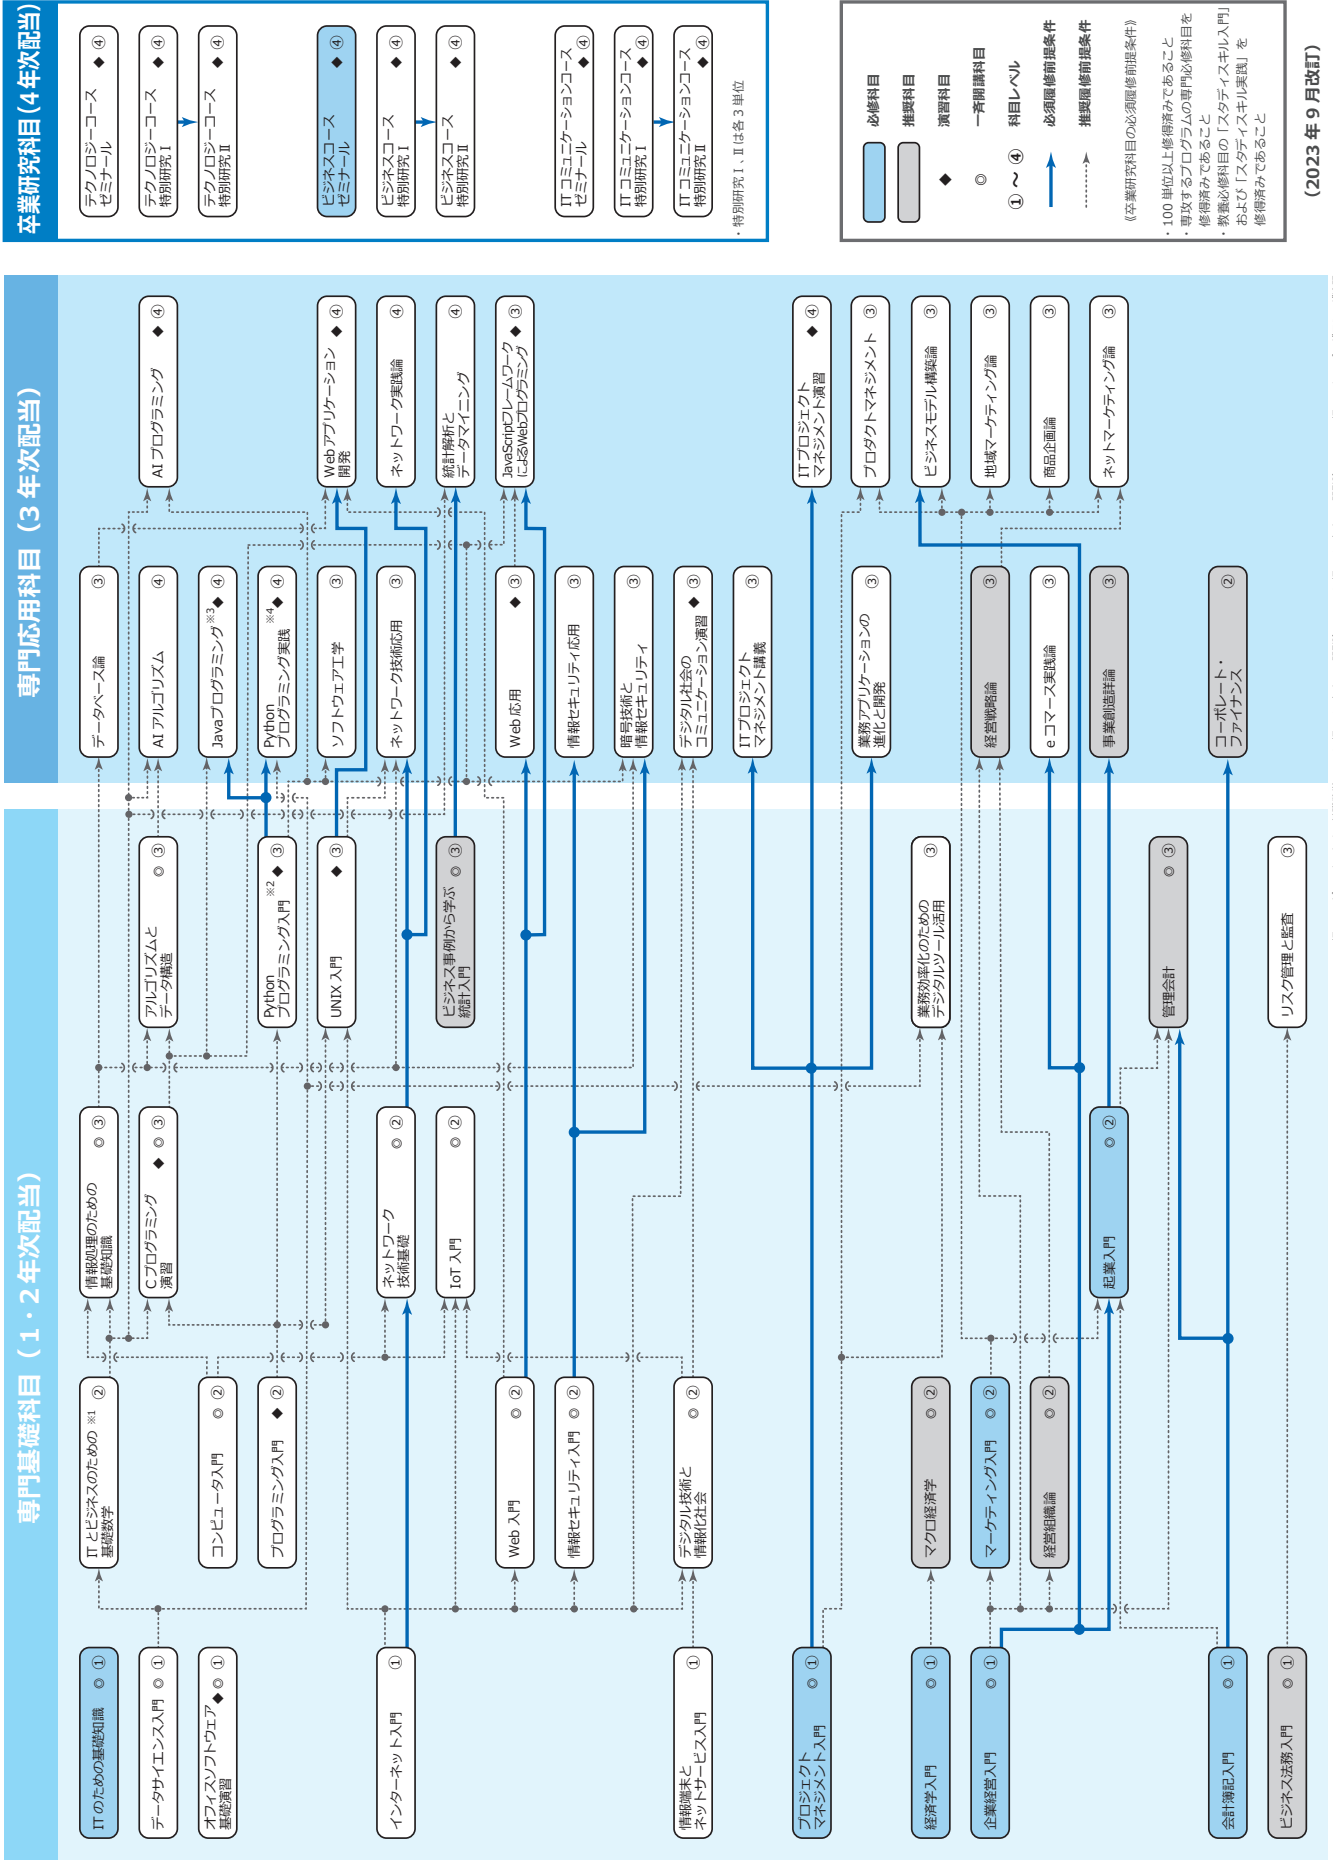 専門基礎科目（1・2年次配当）
ITのための基礎知識 ◎ ①
データサイエンス入門 ◎ ①
オフィスソフトウェア
基礎演習 ◆ ◎ ①
インターネット入門 ①
情報端末と
ネットサービス入門 ①
プロジェクト
マネジメント入門 ◎ ①
経済学入門 ◎ ①
企業経営入門 ◎ ①
会計簿記入門 ◎ ①
ビジネス法務入門 ◎ ①
ITとビジネスのための ※1
基礎数学 ②
コンピュータ入門 ◎ ②
プログラミング入門 ◆ ②
Web 入門 ◎ ②
情報セキュリティ入門 ◎ ②
デジタル技術と
情報化社会 ◎ ②
マクロ経済学 ◎ ②
マーケティング入門 ◎ ②
経営組織論 ◎ ②
情報処理のための
基礎知識 ◎ ③
Cプログラミング
演習 ◆ ◎ ③
ネットワーク
技術基礎 ◎ ②
IoT 入門 ◎ ②
起業入門 ◎ ②
アルゴリズムと
データ構造 ◎ ③
Python
プログラミング入門 ※2 ◆ ③
UNIX 入門 ◆ ③
ビジネス事例から学ぶ
統計入門 ◎ ③
業務効率化のための
デジタルツール活用 ③
管理会計 ◎ ③
リスク管理と監査 ③
専門応用科目（3年次配当）
データベース論 ③
AI アルゴリズム ④
Javaプログラミング ※3 ◆ ④
Python
プログラミング実践 ※4 ◆ ④
ソフトウェア工学 ③
ネットワーク技術応用 ③
Web 応用 ◆ ③
情報セキュリティ応用 ③
暗号技術と
情報セキュリティ ③
デジタル社会の
コミュニケーション演習 ◆ ③
ITプロジェクト
マネジメント講義 ③
業務アプリケーションの
進化と開発 ③
経営戦略論 ③
eコマース実践論 ③
事業創造詳論 ③
コーポレート・
ファイナンス ②
AI プログラミング ◆ ④
Webアプリケーション
開発 ◆ ④
ネットワーク実践論 ④
統計解析と
データマイニング ④
JavaScriptフレームワーク
によるWebプログラミング ◆ ③
ITプロジェクト
マネジメント演習 ◆ ④
プロダクトマネジメント ③
ビジネスモデル構築論 ③
地域マーケティング論 ③
商品企画論 ③
ネットマーケティング論 ③
卒業研究科目（4年次配当）
テクノロジーコース
ゼミナール ◆ ④
テクノロジーコース
特別研究Ⅰ ◆ ④
テクノロジーコース
特別研究Ⅱ ◆ ④
ビジネスコース
ゼミナール ◆ ④
ビジネスコース
特別研究Ⅰ ◆ ④
ビジネスコース
特別研究Ⅱ ◆ ④
ITコミュニケーションコース
ゼミナール ◆ ④
ITコミュニケーションコース
特別研究Ⅰ ◆ ④
ITコミュニケーションコース
特別研究Ⅱ ◆ ④
・特別研究Ⅰ、Ⅱは各3単位
必修科目
推奨科目
◆ 演習科目
◎ 一斉開講科目
①～④ 科目レベル
必須履修前提条件
推奨履修前提条件
《卒業研究科目の必須履修前提条件》
・100単位以上修得済みであること
・専攻するプログラムの専門必修科目を
修得済みであること
・教養必修科目の「スタディスキル入門」
および「スタディスキル実践」を
修得済みであること
（2023年9月改訂）